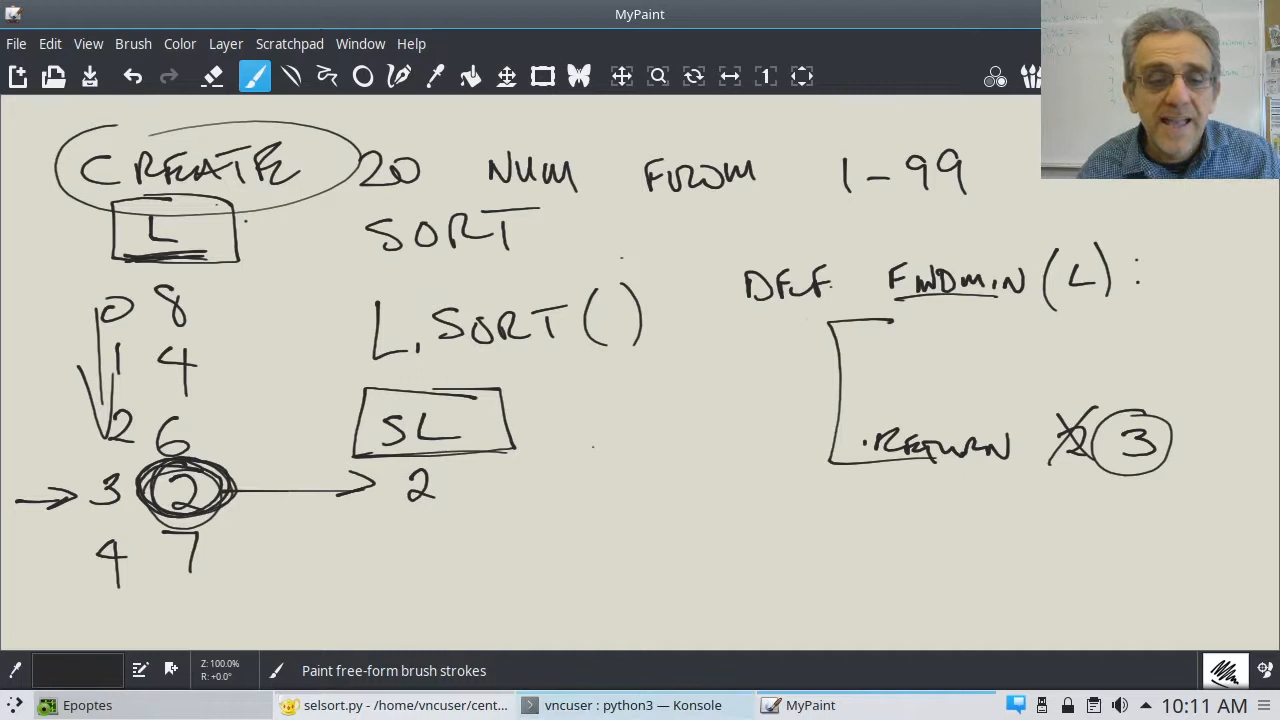 MyPaint
File Edit View Brush Color Layer Scratchpad Window Help
CREATE 20 NUM FROM 1-99
L SORT
DEF FINDMIN(L):
0 8
L.SORT()
1 4
2 6
SL
RETURN 2 3
3 2 2
4 7
Z: 100.0%
R: +0.0°
Paint free-form brush strokes
Epoptes
selsort.py - /home/vncuser/cent...
vncuser : python3 — Konsole
MyPaint
10:11 AM